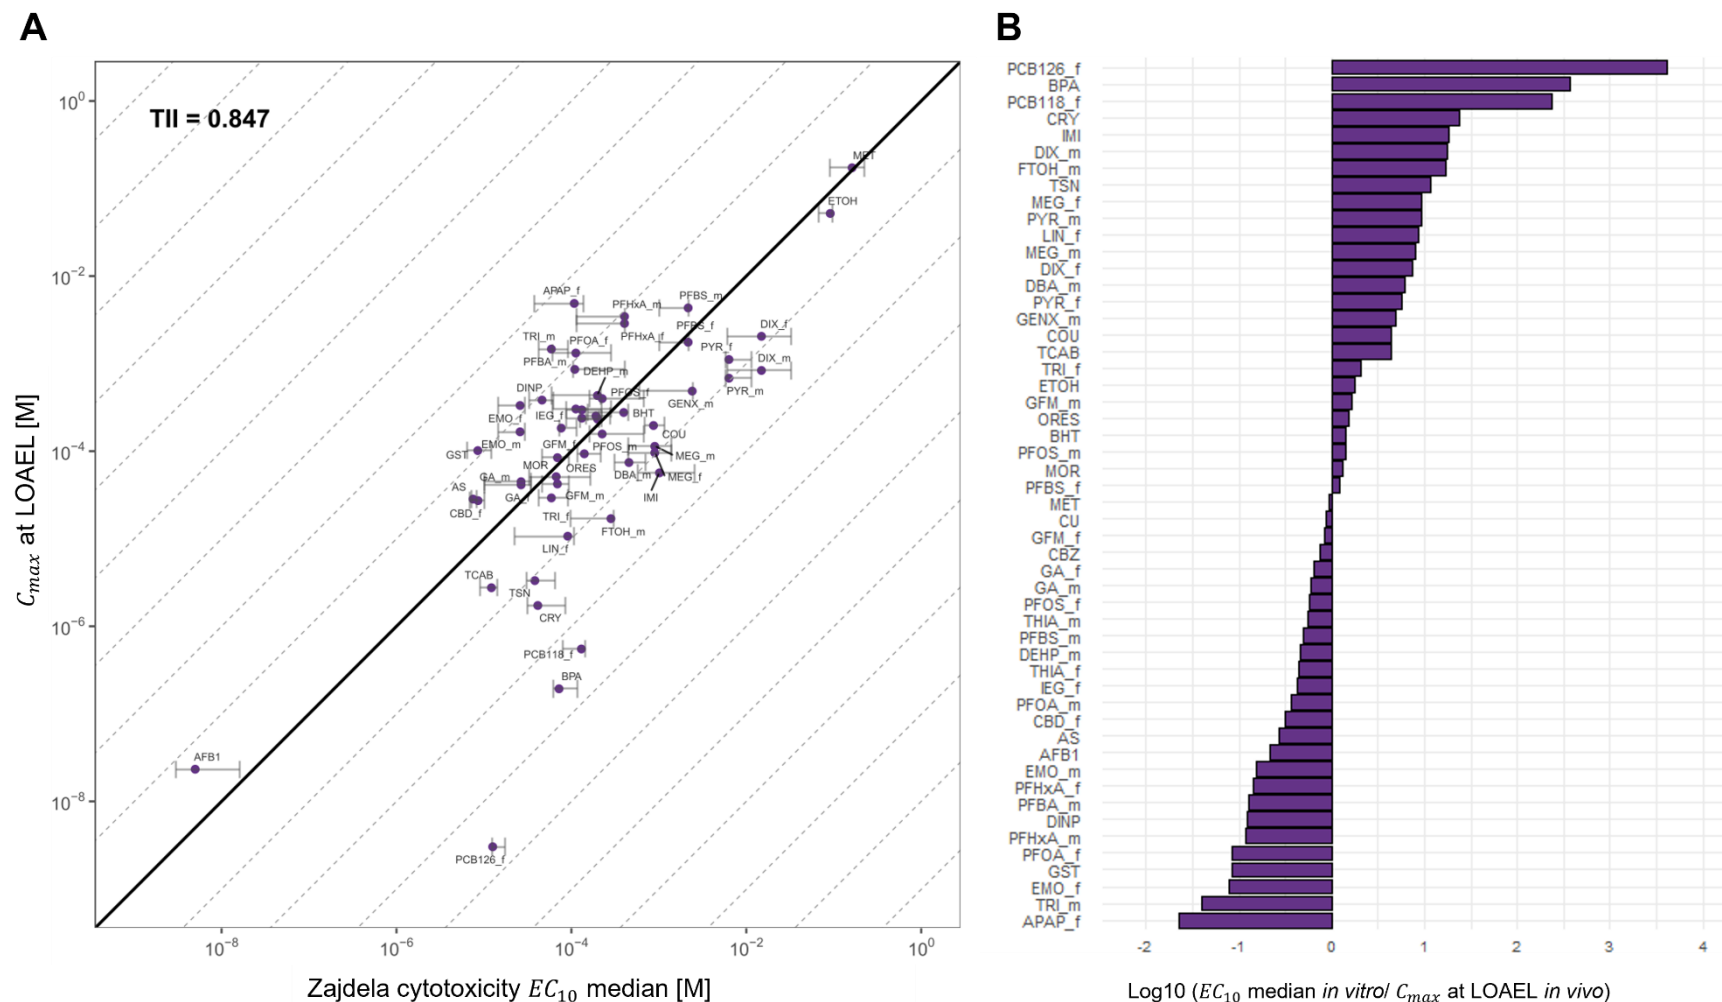 A
B
TII = 0.847
10⁰
10⁻²
10⁻⁴
10⁻⁶
10⁻⁸
C_max at LOAEL [M]
MET
ETOH
APAP_f
PFHxA_m
PFBS_m
PFHxA_f
PFBS_f
DIX_f
TRI_m
PFOA_f
PYR_f
PFBA_m
DIX_m
DEHP_m
PYR_m
DINP
PFOS_f
GENX_m
EMO_f
IEG_f
BHT
COU
EMO_m
GST
GFM_f
PFOS_m
MEG_m
MOR
ORES
DBA_m
MEG_f
GA_m
AS
GA_f
GFM_m
IMI
CBD_f
TRI_f
FTOH_m
LIN_f
TCAB
TSN
CRY
PCB118_f
BPA
AFB1
PCB126_f
10⁻⁸ 10⁻⁶ 10⁻⁴ 10⁻² 10⁰
Zajdela cytotoxicity EC₁₀ median [M]
PCB126_f
BPA
PCB118_f
CRY
IMI
DIX_m
FTOH_m
TSN
MEG_f
PYR_m
LIN_f
MEG_m
DIX_f
DBA_m
PYR_f
GENX_m
COU
TCAB
TRI_f
ETOH
GFM_m
ORES
BHT
PFOS_m
MOR
PFBS_f
MET
CU
GFM_f
CBZ
GA_f
GA_m
PFOS_f
THIA_m
PFBS_m
DEHP_m
THIA_f
IEG_f
PFOA_m
CBD_f
AS
AFB1
EMO_m
PFHxA_f
PFBA_m
DINP
PFHxA_m
PFOA_f
GST
EMO_f
TRI_m
APAP_f
-2 -1 0 1 2 3 4
Log10 (EC₁₀ median in vitro/ C_max at LOAEL in vivo)